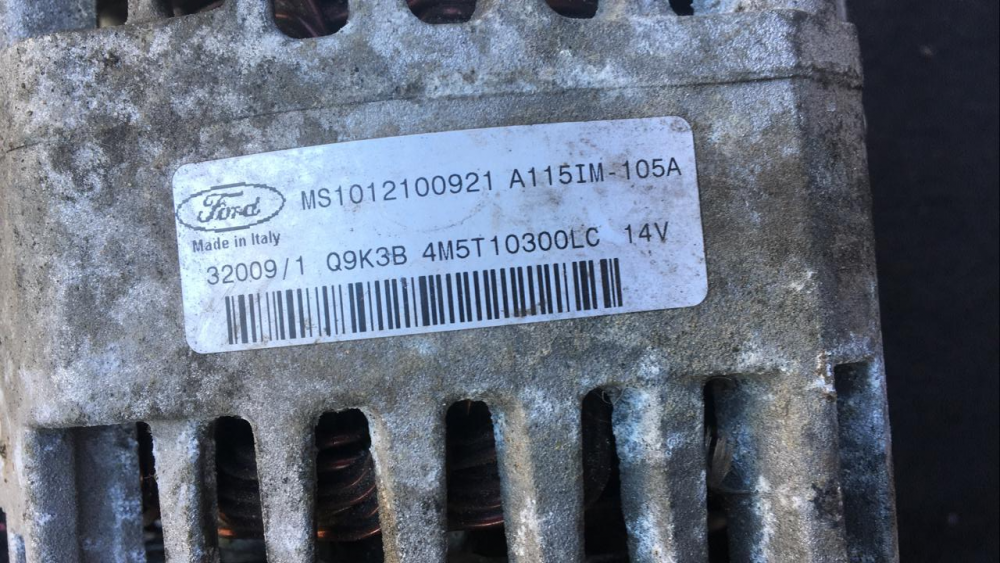 Ford MS1012100921 A115IM-105A
Made in Italy
32009/1 Q9K3B 4M5T10300LC 14V